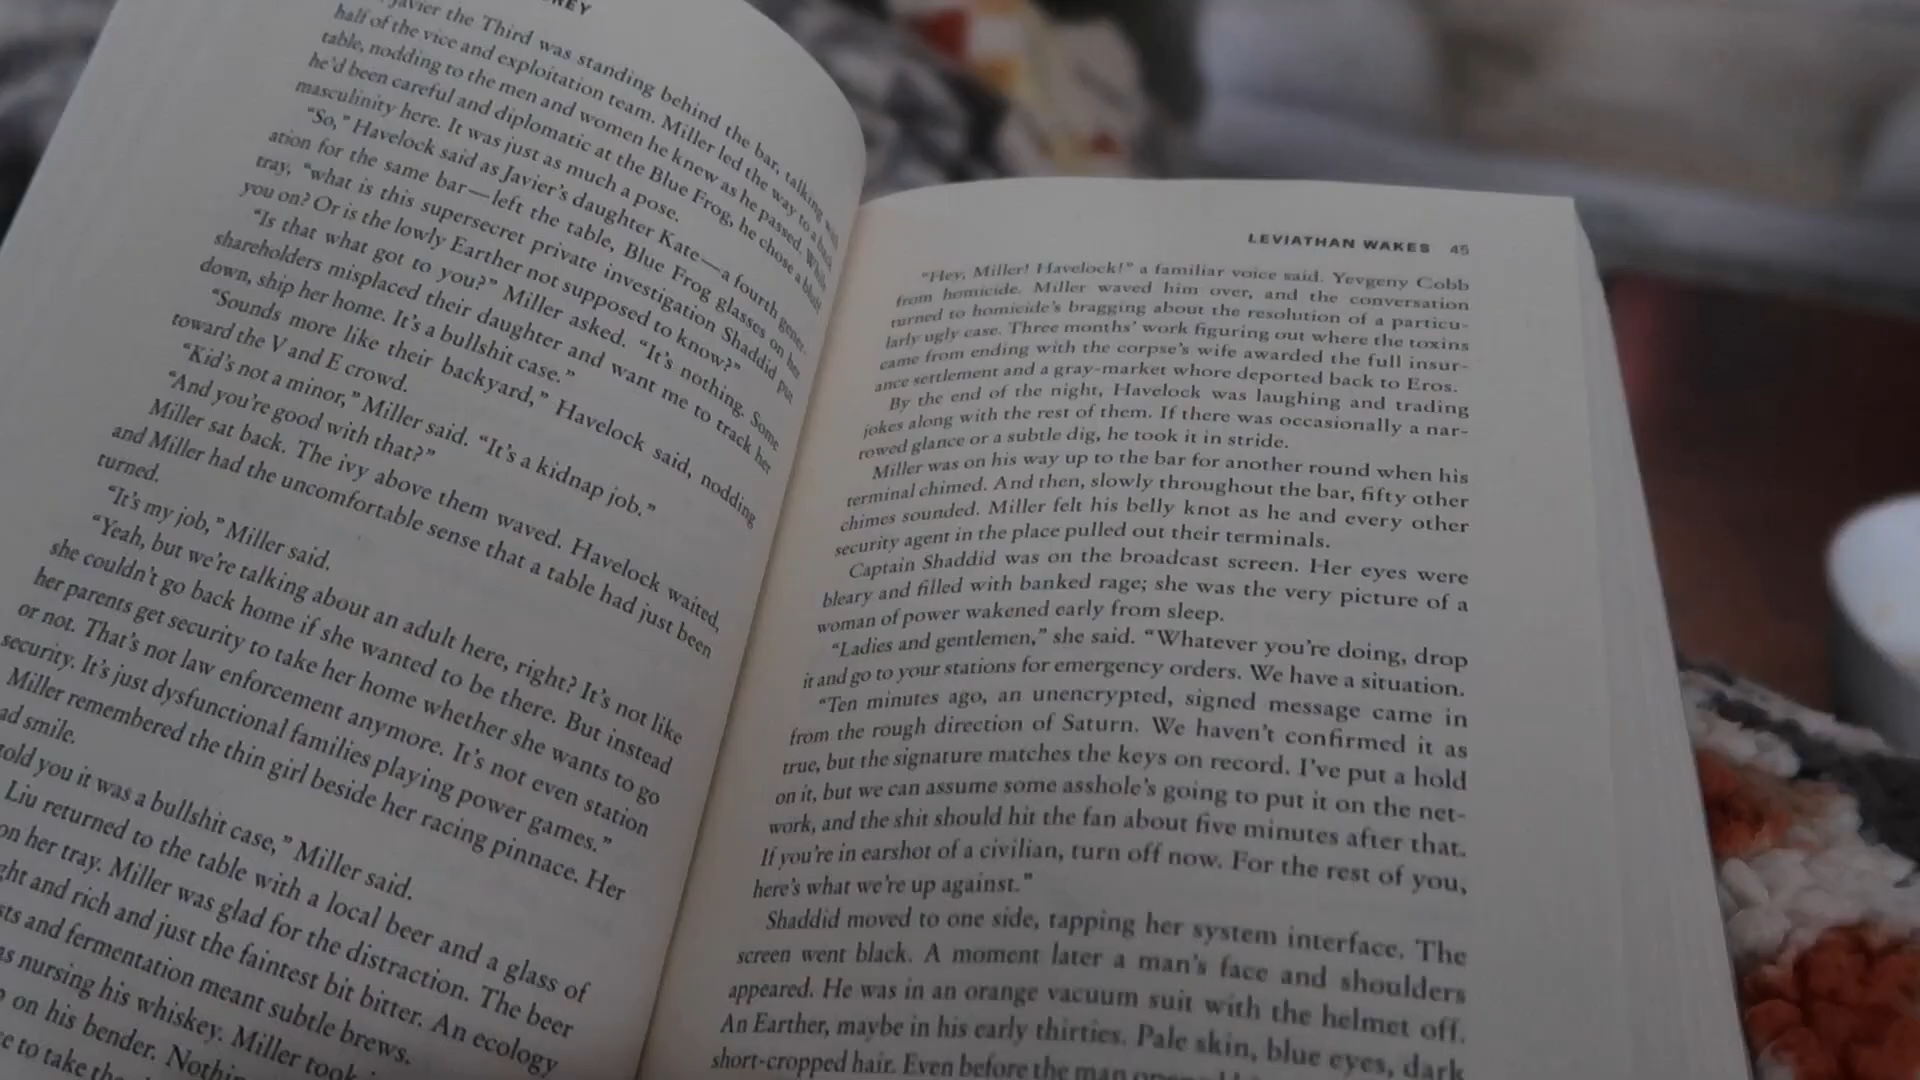 REY
Javier the Third was standing behind the bar, talking with
half of the vice and exploitation team. Miller led the way to a back
table, nodding to the men and women he knew as he passed. While
he'd been careful and diplomatic at the Blue Frog, he chose a bluff
masculinity here. It was just as much a pose.
“So,” Havelock said as Javier's daughter Kate—a fourth gener-
ation for the same bar—left the table, Blue Frog glasses on her
tray, “what is this supersecret private investigation Shaddid put
you on? Or is the lowly Earther not supposed to know?”
“Is that what got to you?” Miller asked. “It's nothing. Some
shareholders misplaced their daughter and want me to track her
down, ship her home. It's a bullshit case.”
“Sounds more like their backyard,” Havelock said, nodding
toward the V and E crowd.
“Kid's not a minor,” Miller said. “It's a kidnap job.”
“And you're good with that?”
Miller sat back. The ivy above them waved. Havelock waited,
and Miller had the uncomfortable sense that a table had just been
turned.
“It's my job,” Miller said.
“Yeah, but we're talking about an adult here, right? It's not like
she couldn't go back home if she wanted to be there. But instead
her parents get security to take her home whether she wants to go
or not. That's not law enforcement anymore. It's not even station
security. It's just dysfunctional families playing power games.”
Miller remembered the thin girl beside her racing pinnace. Her
ad smile.
told you it was a bullshit case,” Miller said.
Liu returned to the table with a local beer and a glass of
on her tray. Miller was glad for the distraction. The beer
ght and rich and just the faintest bit bitter. An ecology
sts and fermentation meant subtle brews.
as nursing his whiskey. Miller took
on his bender. Nothin
e to take the
LEVIATHAN WAKES 45
“Hey, Miller! Havelock!” a familiar voice said. Yevgeny Cobb
from homicide. Miller waved him over, and the conversation
turned to homicide's bragging about the resolution of a particu-
larly ugly case. Three months' work figuring out where the toxins
came from ending with the corpse's wife awarded the full insur-
ance settlement and a gray-market whore deported back to Eros.
By the end of the night, Havelock was laughing and trading
jokes along with the rest of them. If there was occasionally a nar-
rowed glance or a subtle dig, he took it in stride.
Miller was on his way up to the bar for another round when his
terminal chimed. And then, slowly throughout the bar, fifty other
chimes sounded. Miller felt his belly knot as he and every other
security agent in the place pulled out their terminals.
Captain Shaddid was on the broadcast screen. Her eyes were
bleary and filled with banked rage; she was the very picture of a
woman of power wakened early from sleep.
“Ladies and gentlemen,” she said. “Whatever you're doing, drop
it and go to your stations for emergency orders. We have a situation.
“Ten minutes ago, an unencrypted, signed message came in
from the rough direction of Saturn. We haven't confirmed it as
true, but the signature matches the keys on record. I've put a hold
on it, but we can assume some asshole's going to put it on the net-
work, and the shit should hit the fan about five minutes after that.
If you're in earshot of a civilian, turn off now. For the rest of you,
here's what we're up against.”
Shaddid moved to one side, tapping her system interface. The
screen went black. A moment later a man's face and shoulders
appeared. He was in an orange vacuum suit with the helmet off.
An Earther, maybe in his early thirties. Pale skin, blue eyes, dark
short-cropped hair. Even before the man